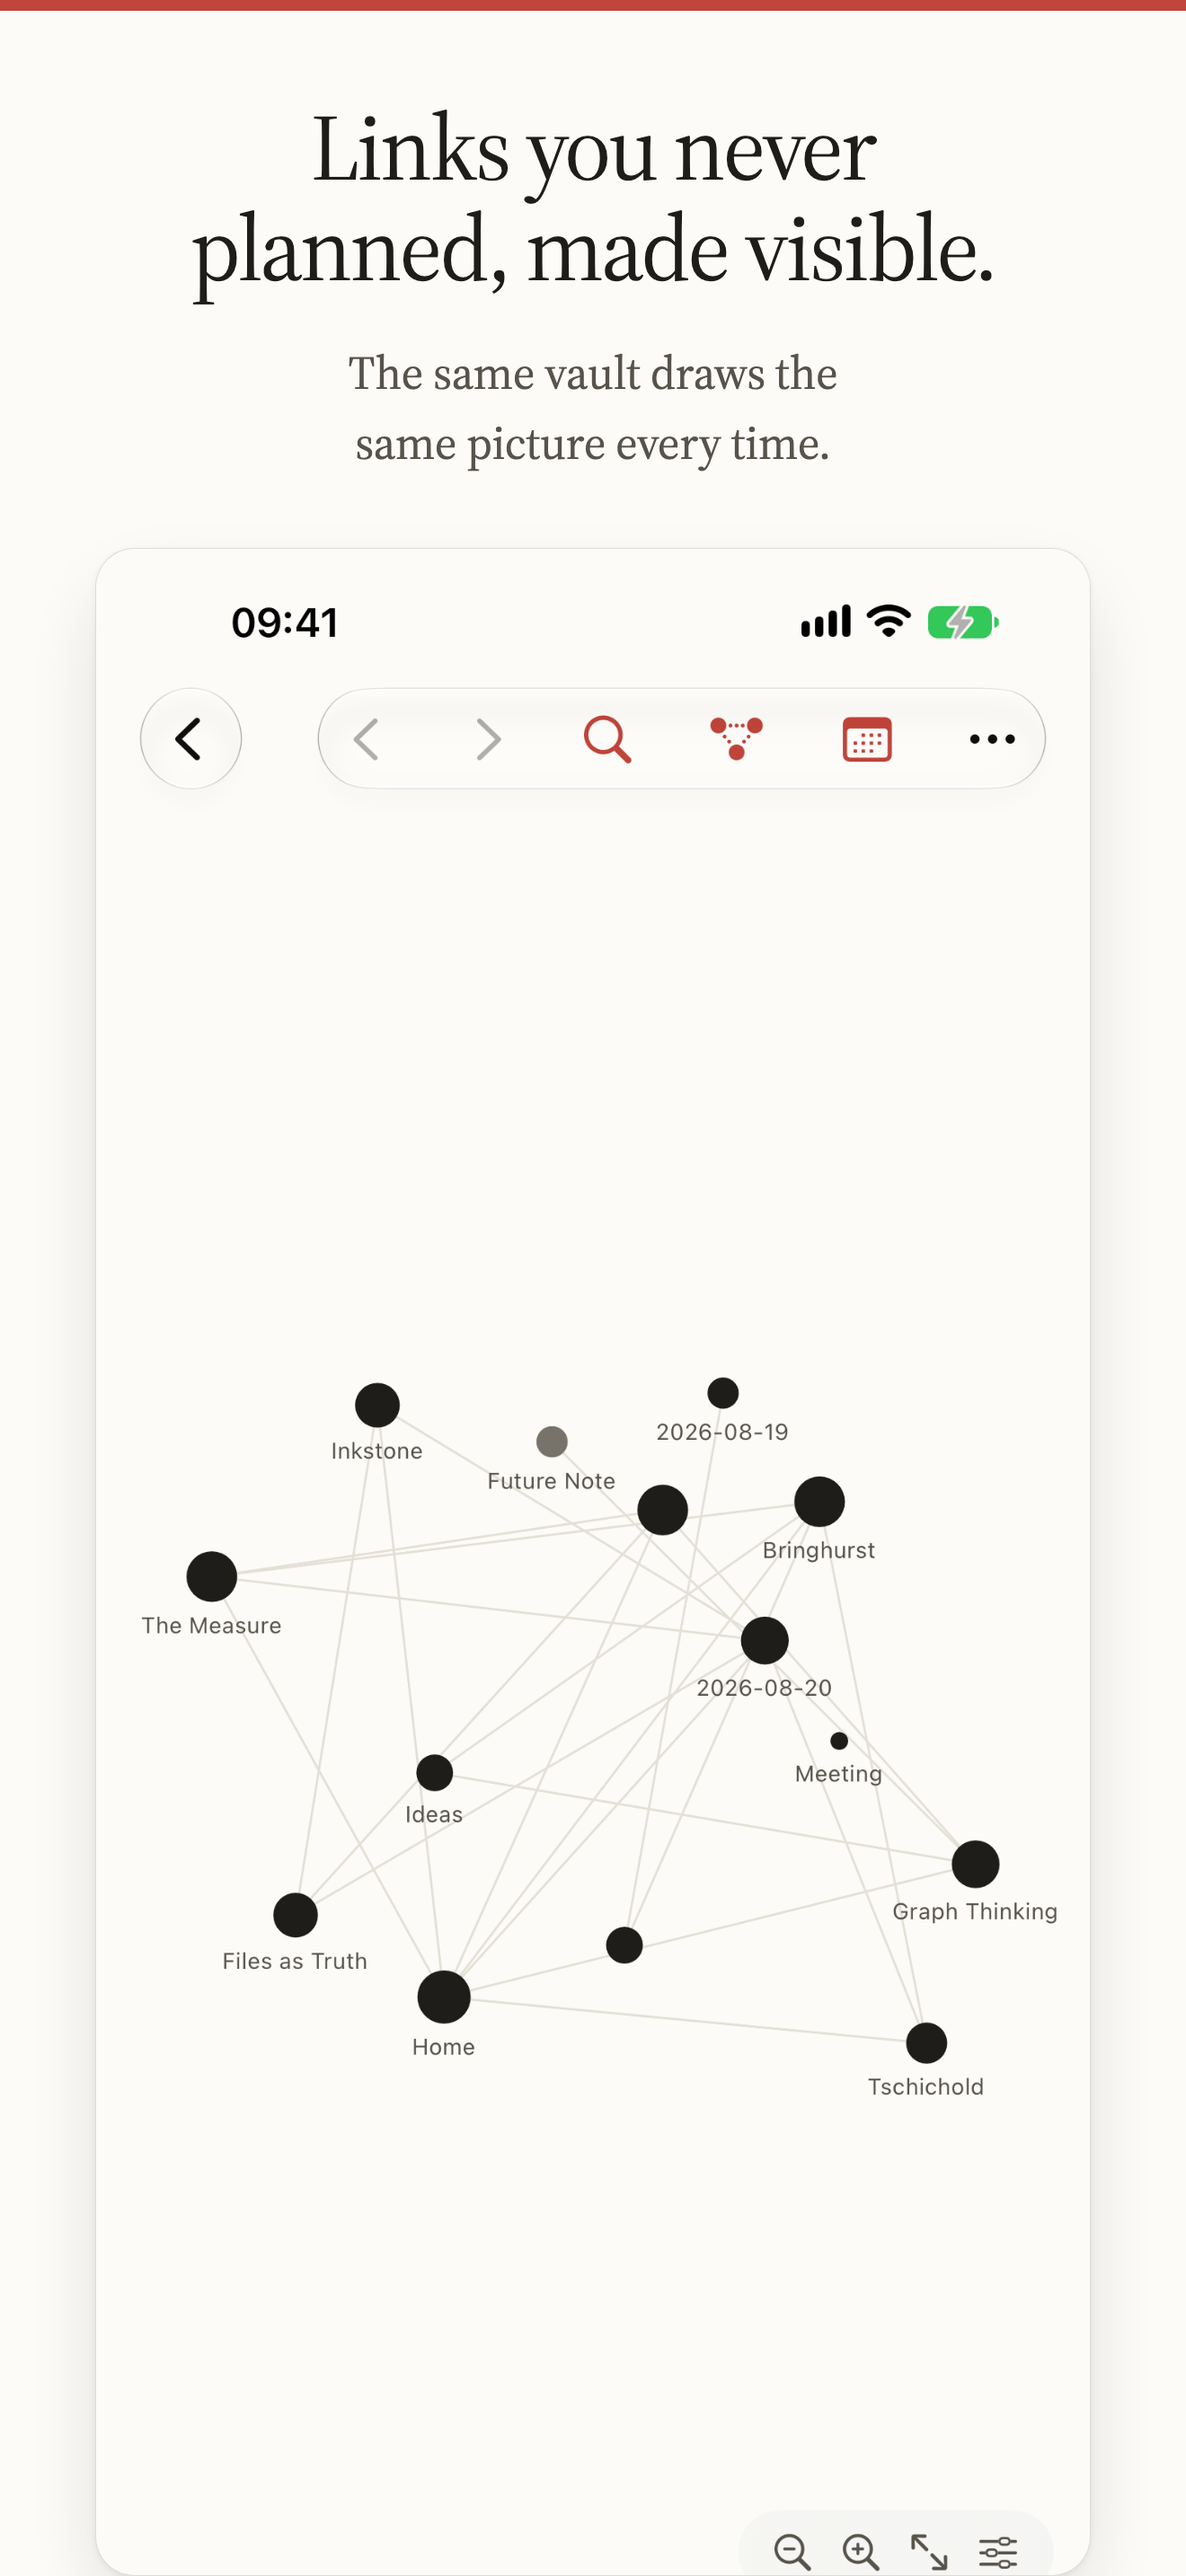 Links you never
planned, made visible.
The same vault draws the
same picture every time.
09:41
Inkstone
2026-08-19
Future Note
Bringhurst
The Measure
2026-08-20
Meeting
Ideas
Graph Thinking
Files as Truth
Home
Tschichold